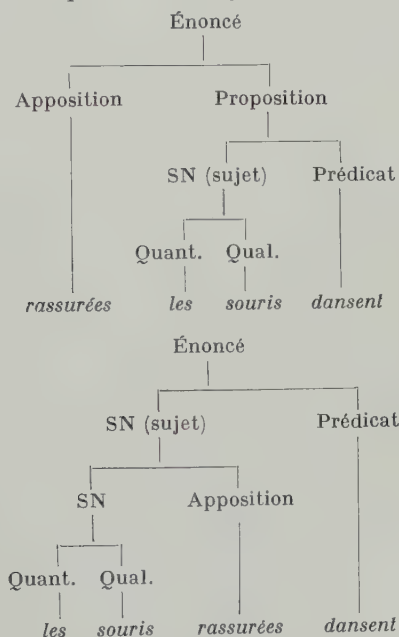 Énoncé
Apposition Proposition
SN (sujet) Prédicat
Quant. Qual.
rassurées les souris dansent
Énoncé
SN (sujet) Prédicat
SN Apposition
Quant. Qual.
les souris rassurées dansent